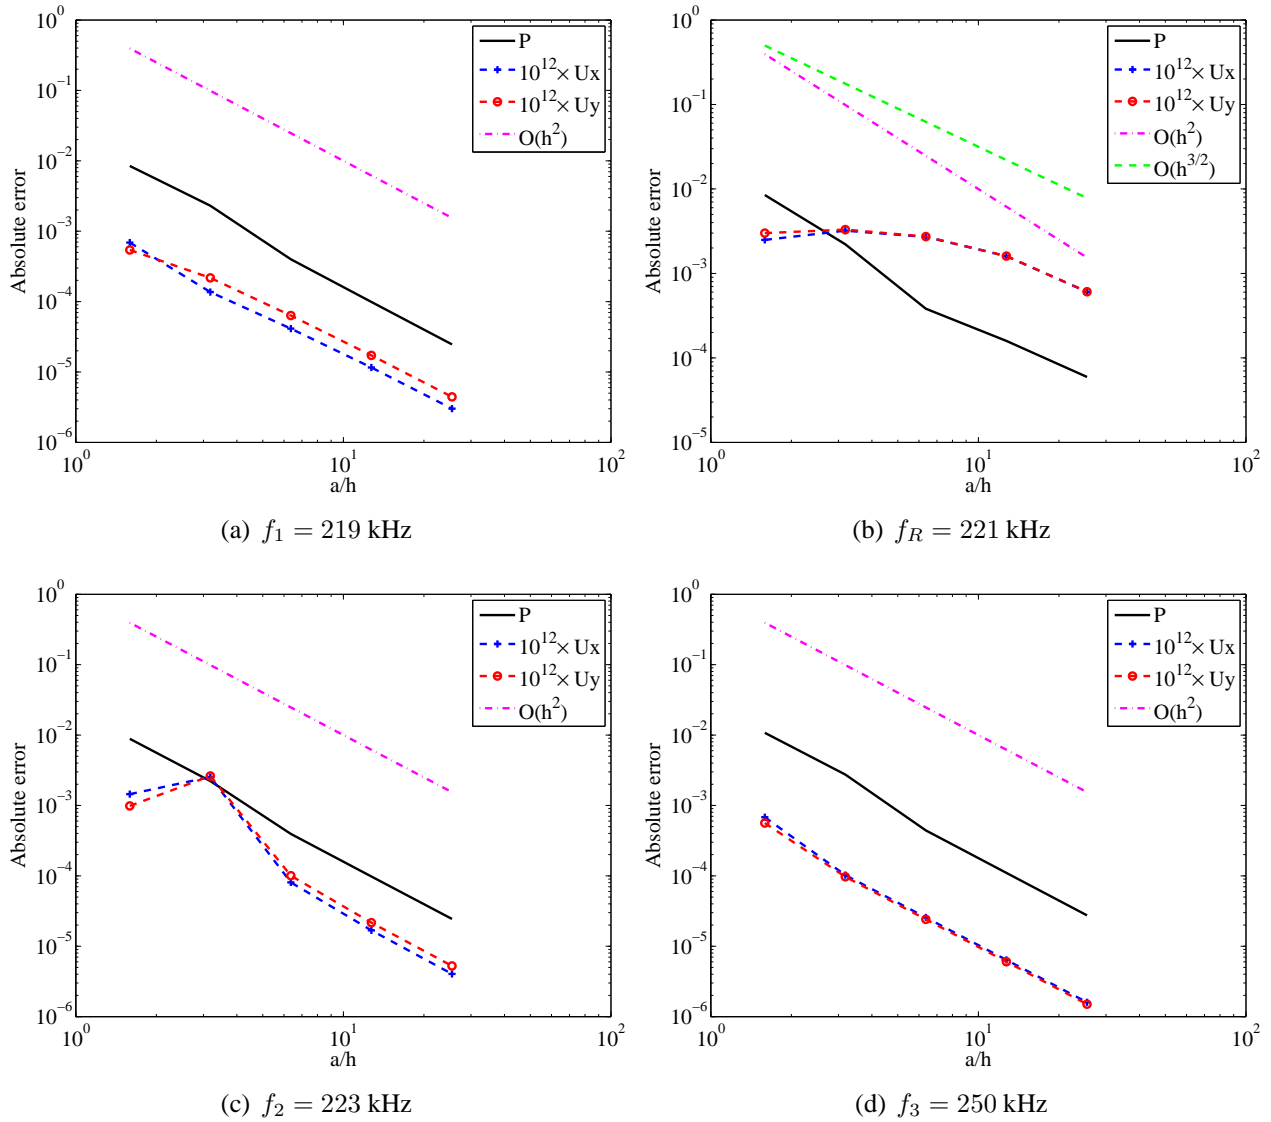 10^0
10^−1
10^−2
10^−3
10^−4
10^−5
10^−6
Absolute error
10^0
10^1
10^2
a/h
P
10^12× Ux
10^12× Uy
O(h^2)
(a) f_1 = 219 kHz
10^0
10^−1
10^−2
10^−3
10^−4
10^−5
Absolute error
10^0
10^1
10^2
a/h
P
10^12× Ux
10^12× Uy
O(h^2)
O(h^3/2)
(b) f_R = 221 kHz
10^0
10^−1
10^−2
10^−3
10^−4
10^−5
10^−6
Absolute error
10^0
10^1
10^2
a/h
P
10^12× Ux
10^12× Uy
O(h^2)
(c) f_2 = 223 kHz
10^0
10^−1
10^−2
10^−3
10^−4
10^−5
10^−6
Absolute error
10^0
10^1
10^2
a/h
P
10^12× Ux
10^12× Uy
O(h^2)
(d) f_3 = 250 kHz